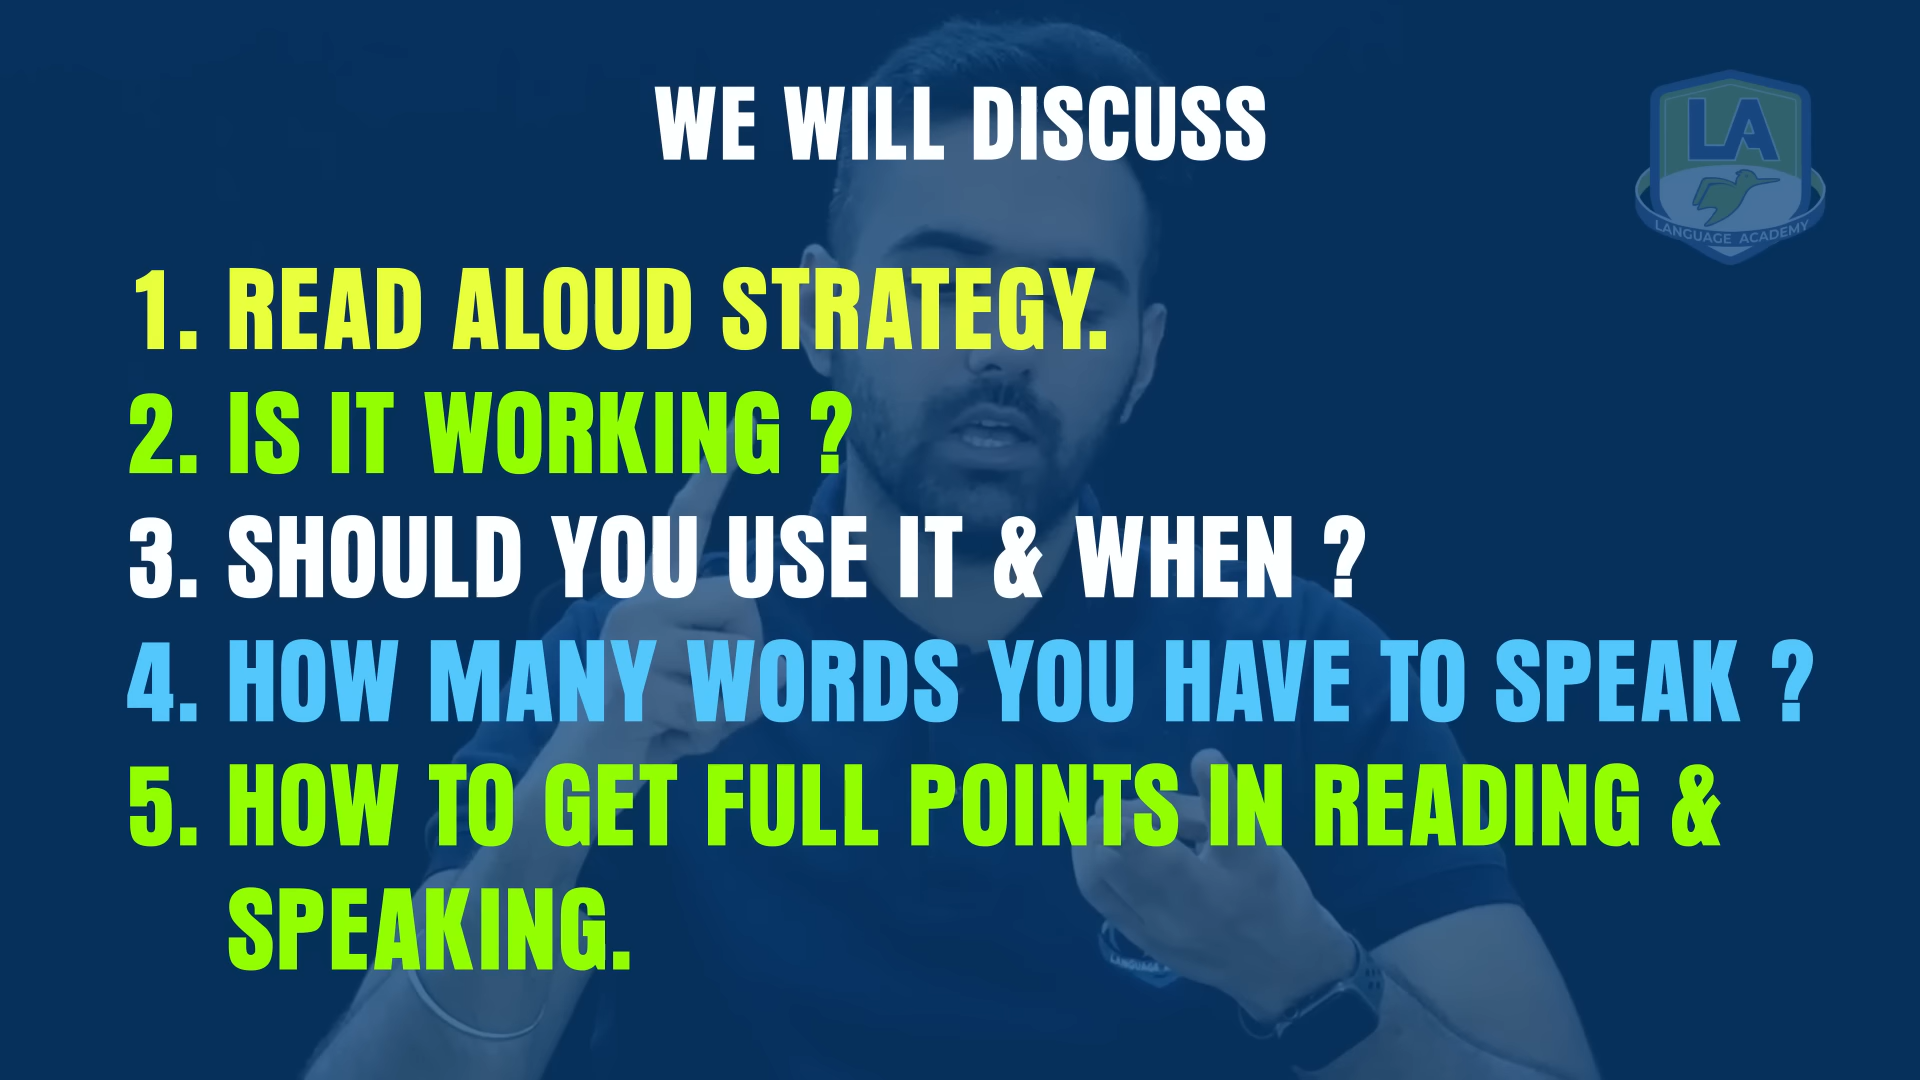 WE WILL DISCUSS
LA
LANGUAGE ACADEMY
1. READ ALOUD STRATEGY.
2. IS IT WORKING ?
3. SHOULD YOU USE IT & WHEN ?
4. HOW MANY WORDS YOU HAVE TO SPEAK ?
5. HOW TO GET FULL POINTS IN READING &
SPEAKING.
LANGUAGE